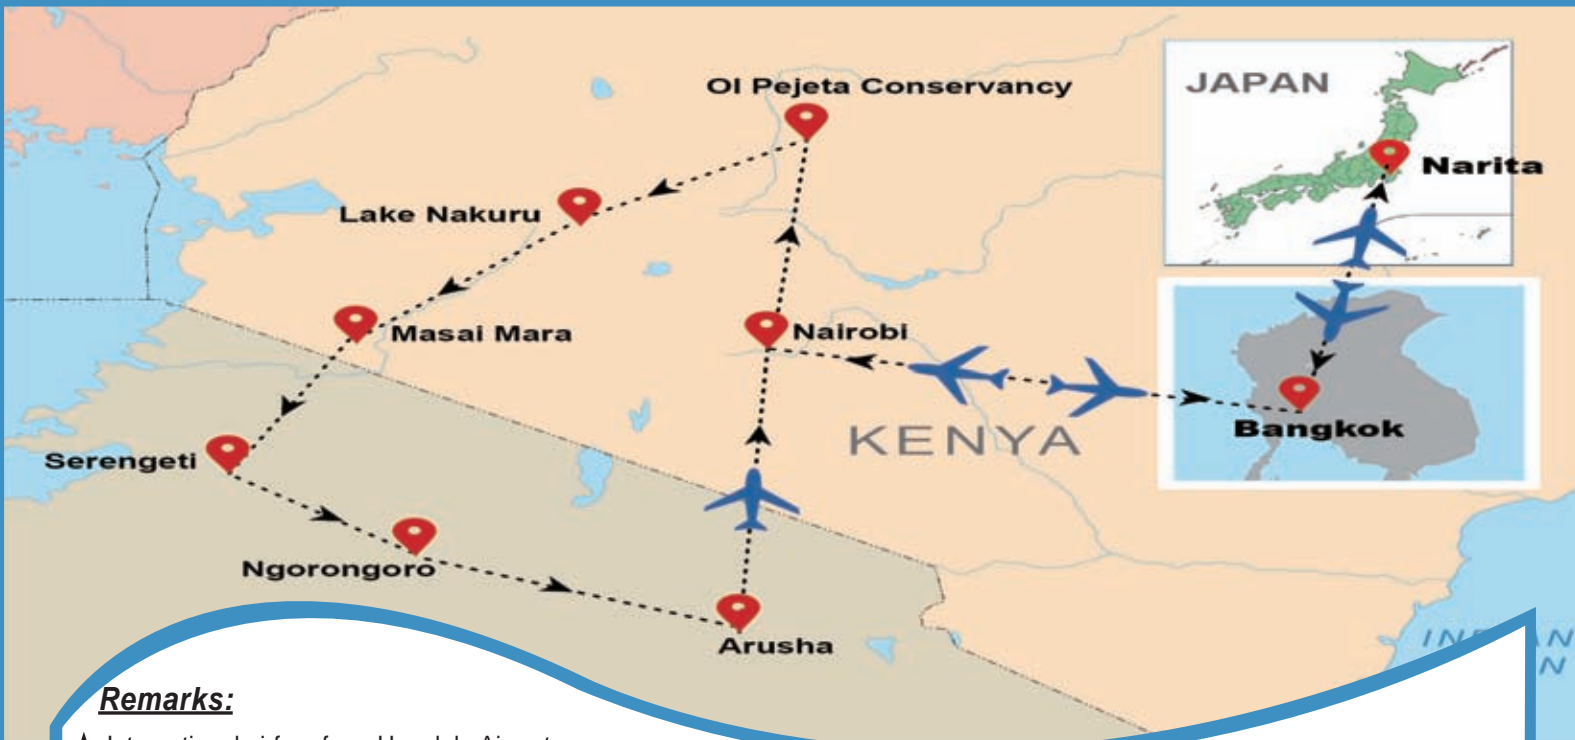 Ol Pejeta Conservancy
JAPAN
Narita
Lake Nakuru
Masai Mara
Nairobi
KENYA
Bangkok
Serengeti
Ngorongoro
Arusha
Remarks: